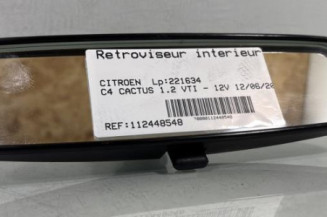 Retroviseur interieur
CITROEN Lp:221634
C4 CACTUS 1.2 VTI - 12V 12/06/20
REF:112448548